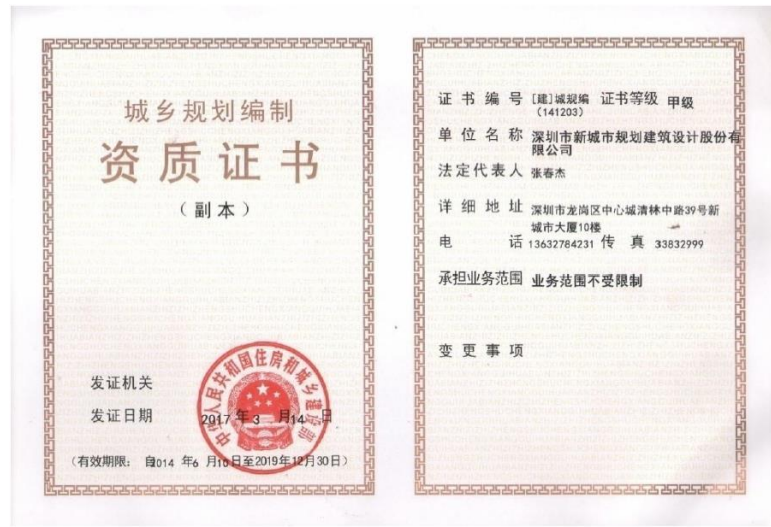 城乡规划编制
资质证书
（副本）
发证机关
发证日期 2017 年 3 月 14 日
（有效期限： 自2014 年6 月10日至2019年12月30日）
中华人民共和国住房和城乡建设部
证书编号 [建]城规编 证书等级 甲级
（141203）
单位名称 深圳市新城市规划建筑设计股份有
限公司
法定代表人 张春杰
详细地址 深圳市龙岗区中心城清林中路39号新
城市大厦10楼
电话 13632784231 传真 33832999
承担业务范围 业务范围不受限制
变更事项